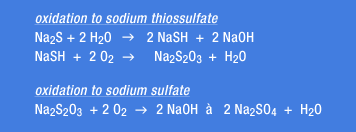 oxidation to sodium thiossulfate
Na₂S + 2 H₂O → 2 NaSH + 2 NaOH
NaSH + 2 O₂ → Na₂S₂O₃ + H₂O
oxidation to sodium sulfate
Na₂S₂O₃ + 2 O₂ → 2 NaOH à 2 Na₂SO₄ + H₂O